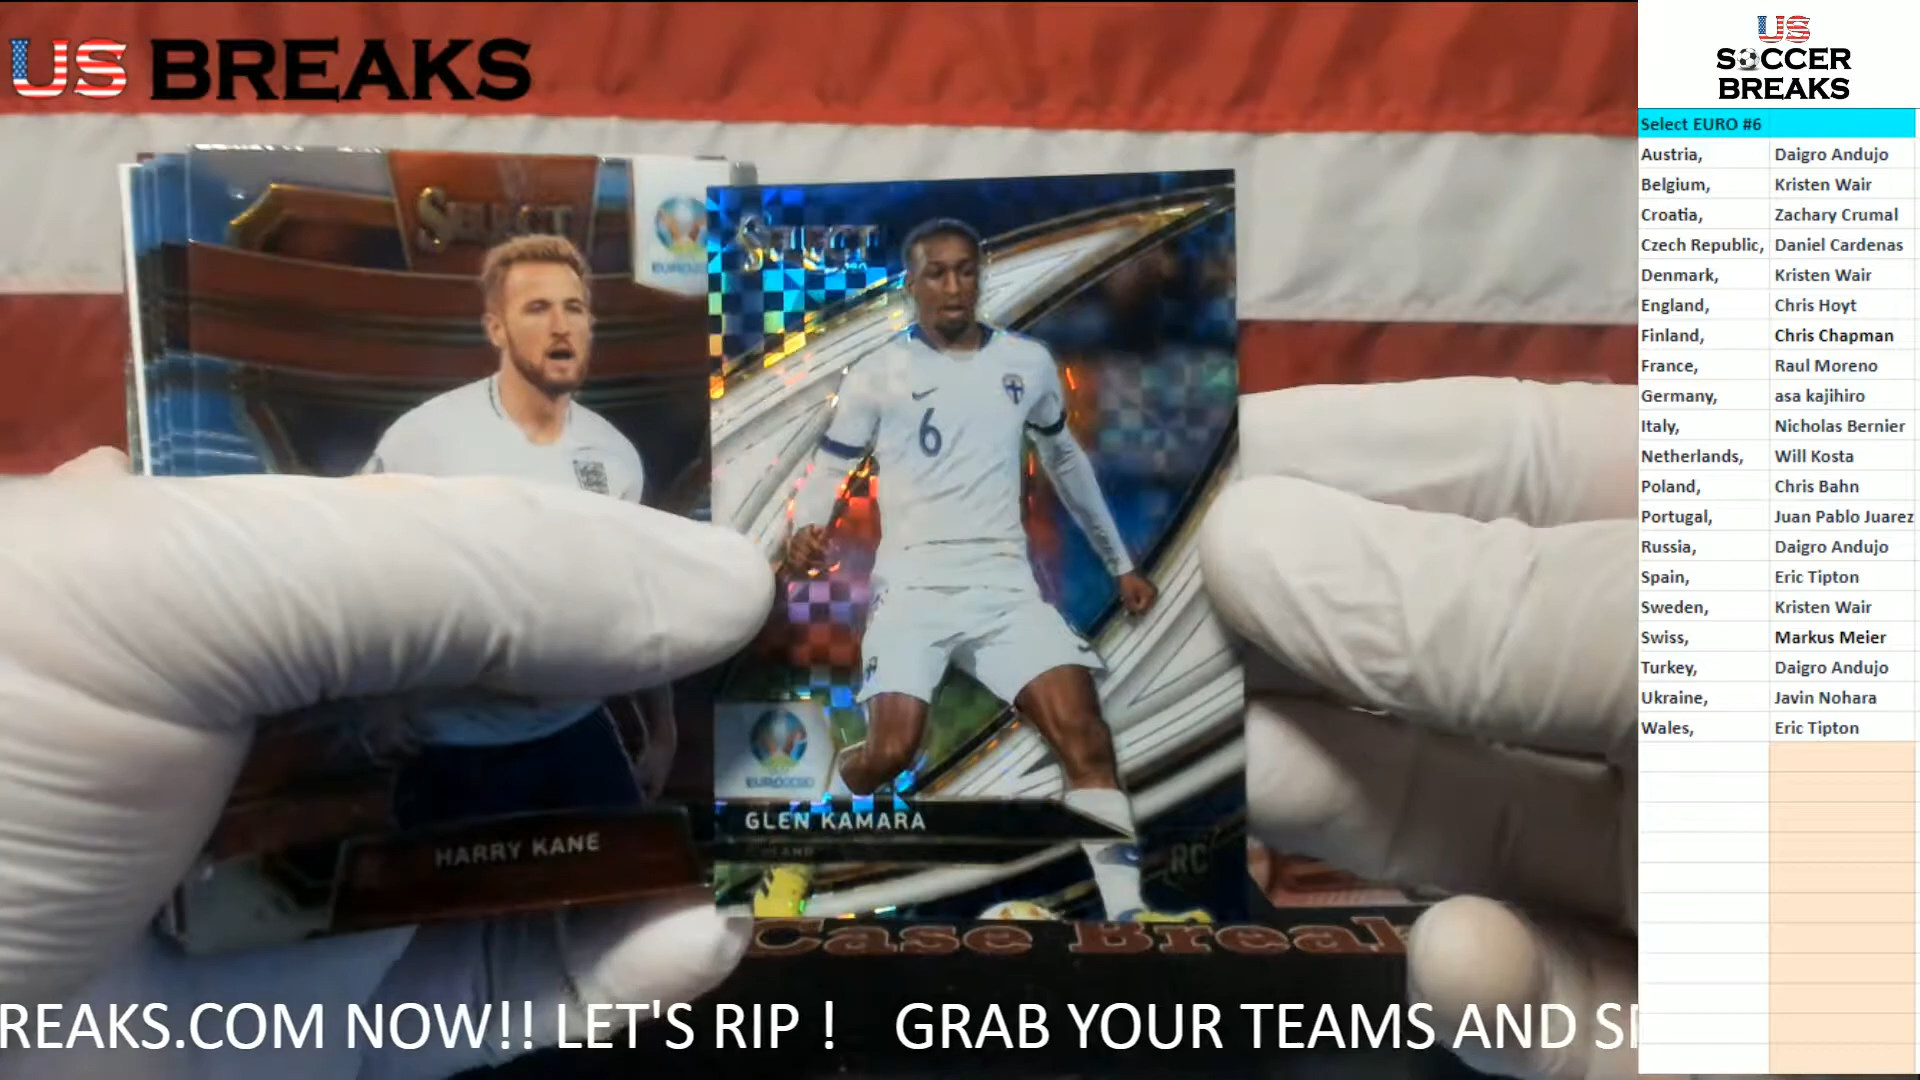 US BREAKS
SELECT
EURO2020
HARRY KANE
SELECT
6
EURO2020
GLEN KAMARA
RC
Case Break
REAKS.COM NOW!! LET'S RIP ! GRAB YOUR TEAMS AND
US
SOCCER
BREAKS
Select EURO #6
Austria, Daigro Andujo
Belgium, Kristen Wair
Croatia, Zachary Crumal
Czech Republic, Daniel Cardenas
Denmark, Kristen Wair
England, Chris Hoyt
Finland, Chris Chapman
France, Raul Moreno
Germany, asa kajihiro
Italy, Nicholas Bernier
Netherlands, Will Kosta
Poland, Chris Bahn
Portugal, Juan Pablo Juarez
Russia, Daigro Andujo
Spain, Eric Tipton
Sweden, Kristen Wair
Swiss, Markus Meier
Turkey, Daigro Andujo
Ukraine, Javin Nohara
Wales, Eric Tipton